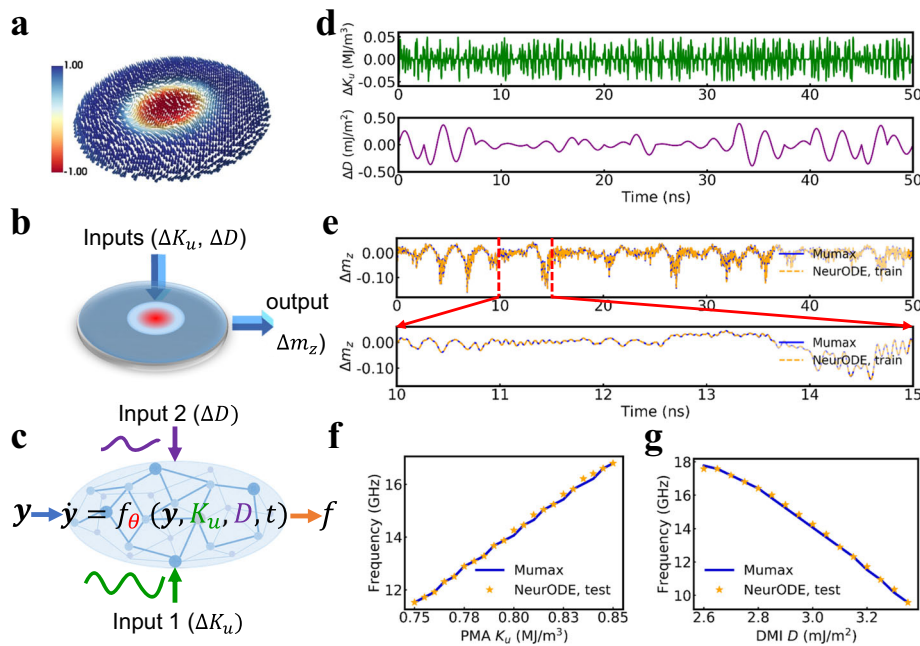 a
1.00
-1.00
b
Inputs (ΔKᵤ, ΔD)
output
Δm_z)
c
Input 2 (ΔD)
y ẏ = f_θ (y, Kᵤ, D, t) f
Input 1 (ΔKᵤ)
d
ΔKᵤ (MJ/m³)
0.05
0.00
-0.05
0 10 20 30 40 50
ΔD (mJ/m²)
0.50
0.00
-0.50
0 10 20 30 40 50
Time (ns)
e
Δm_z
0.00
-0.10
Mumax
NeurODE, train
0 10 20 30 40 50
Δm_z
0.00
-0.10
Mumax
NeurODE, train
10 11 12 13 14 15
Time (ns)
f
Frequency (GHz)
16
14
12
Mumax
NeurODE, test
0.75 0.78 0.80 0.83 0.85
PMA Kᵤ (MJ/m³)
g
Frequency (GHz)
18
16
14
12
10
Mumax
NeurODE, test
2.6 2.8 3.0 3.2
DMI D (mJ/m²)